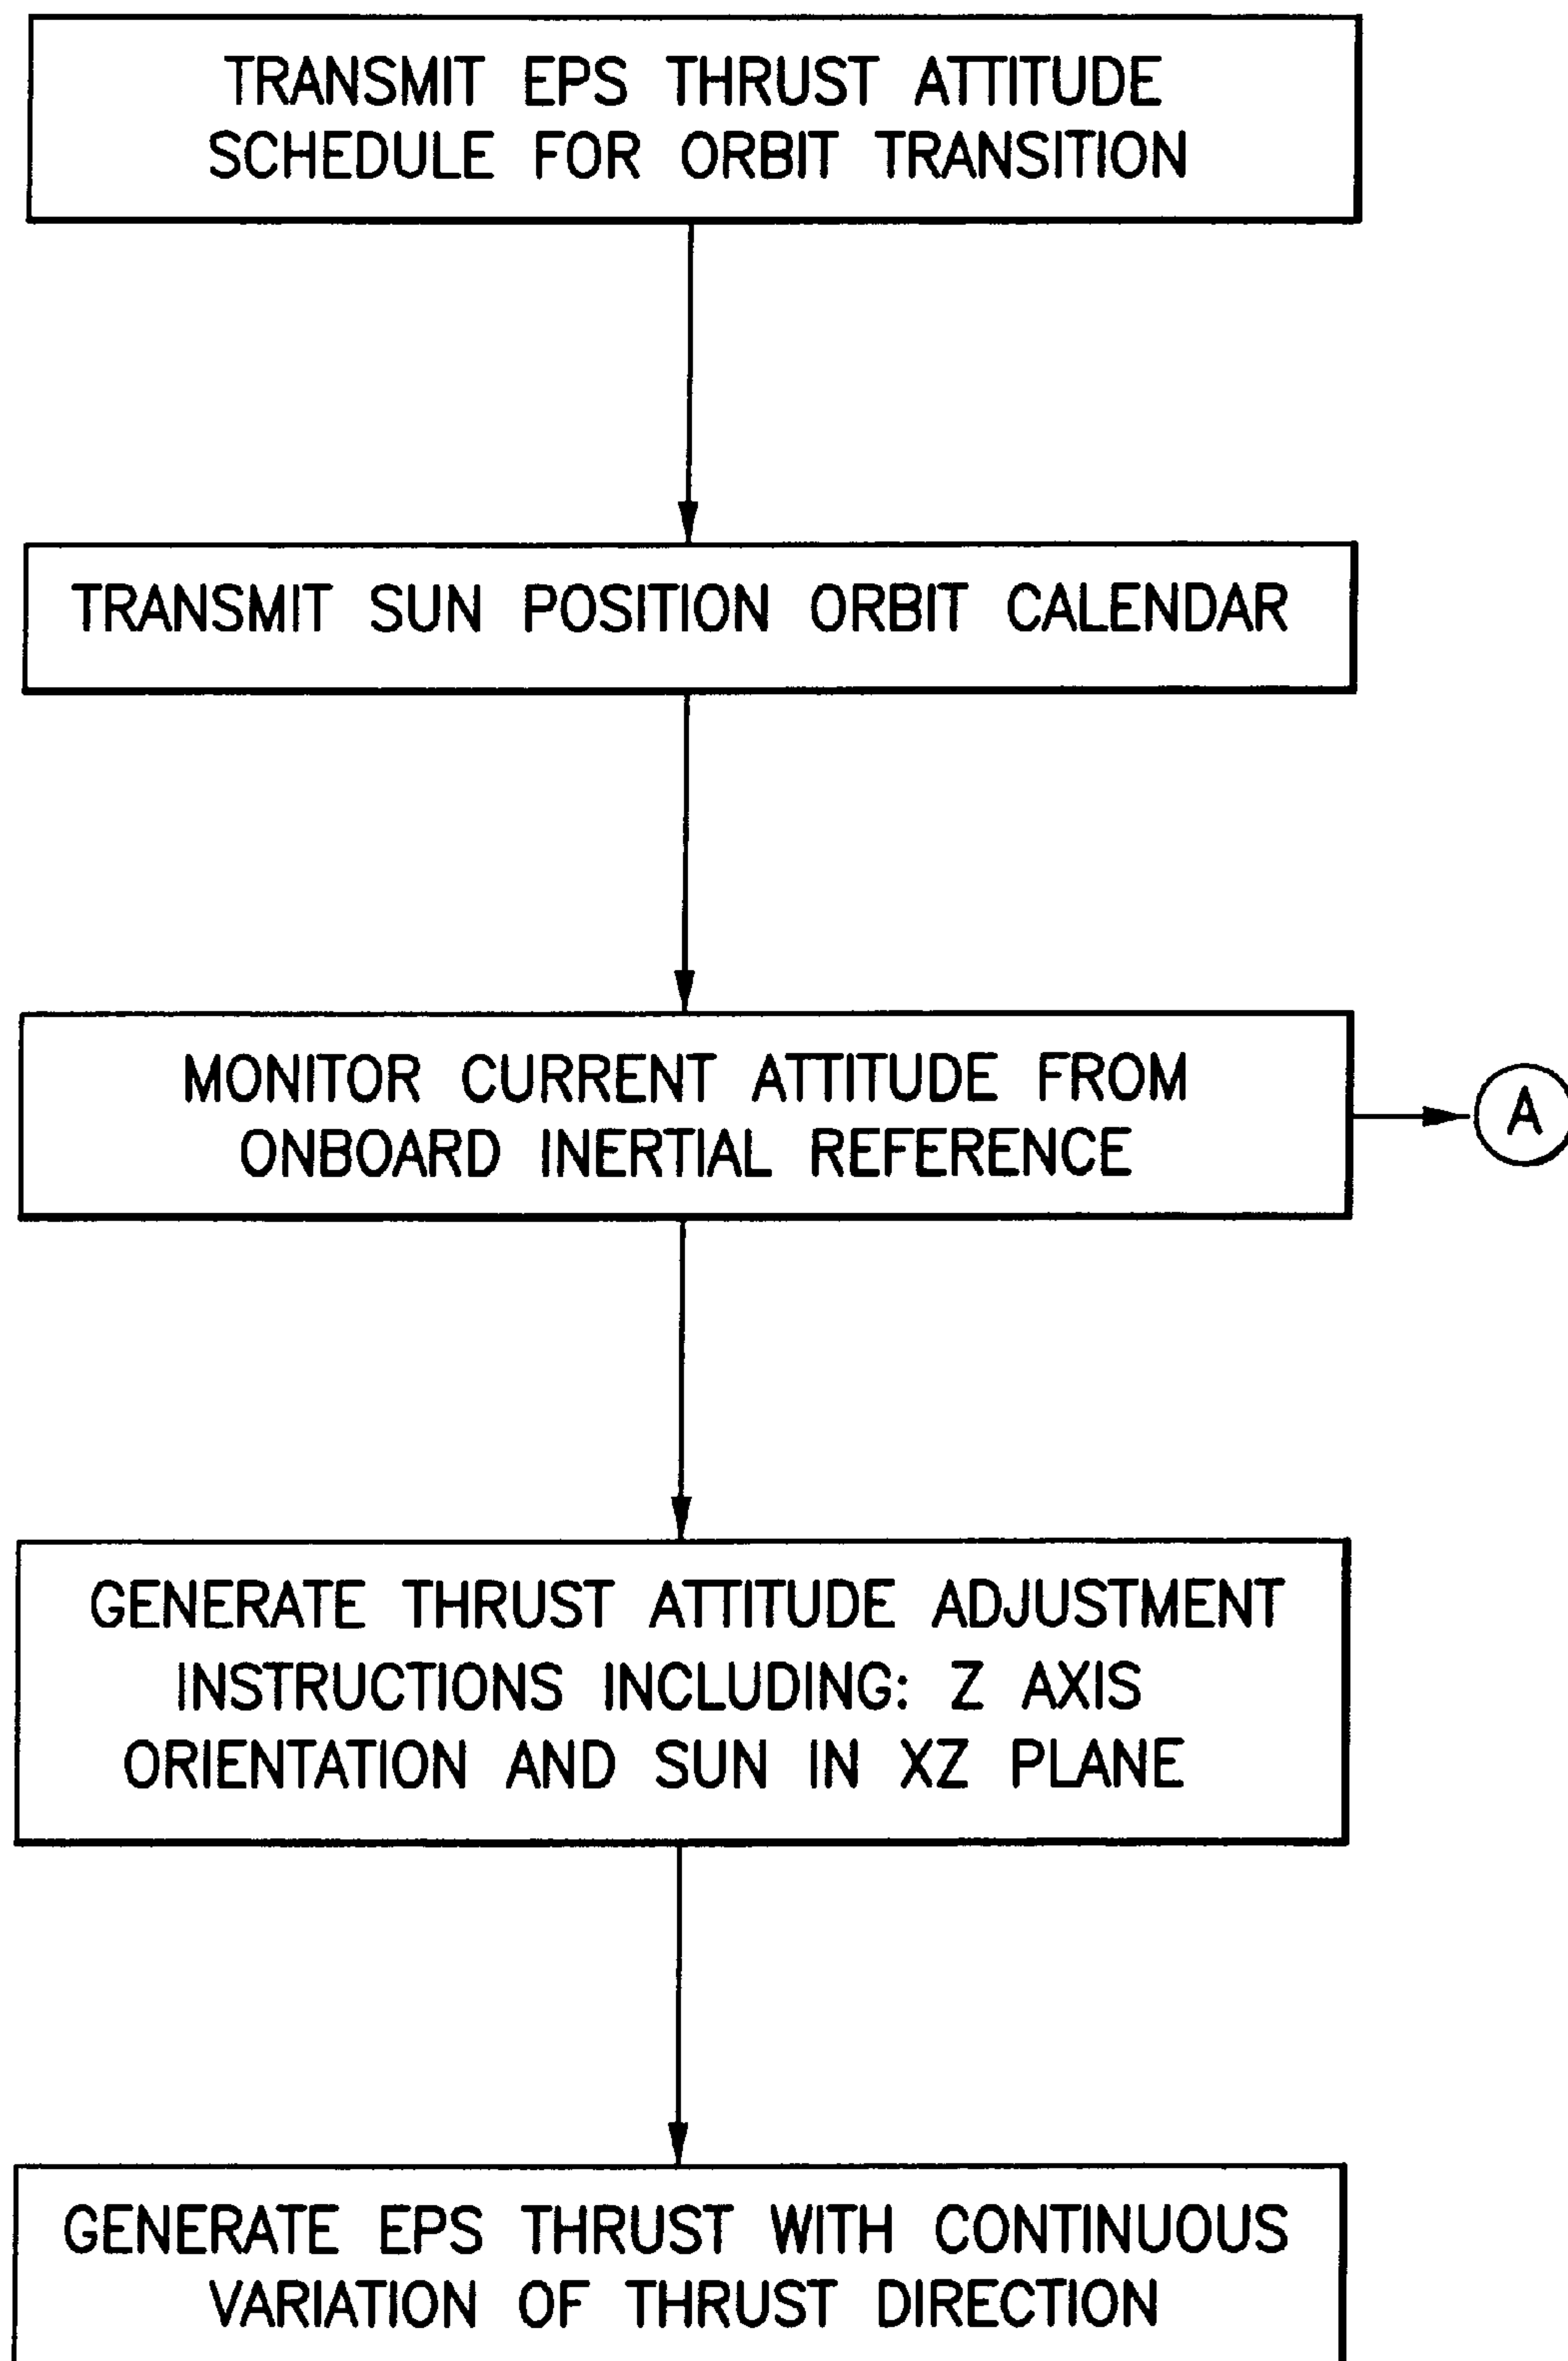 TRANSMIT EPS THRUST ATTITUDE
SCHEDULE FOR ORBIT TRANSITION
TRANSMIT SUN POSITION ORBIT CALENDAR
MONITOR CURRENT ATTITUDE FROM
ONBOARD INERTIAL REFERENCE
A
GENERATE THRUST ATTITUDE ADJUSTMENT
INSTRUCTIONS INCLUDING: Z AXIS
ORIENTATION AND SUN IN XZ PLANE
GENERATE EPS THRUST WITH CONTINUOUS
VARIATION OF THRUST DIRECTION